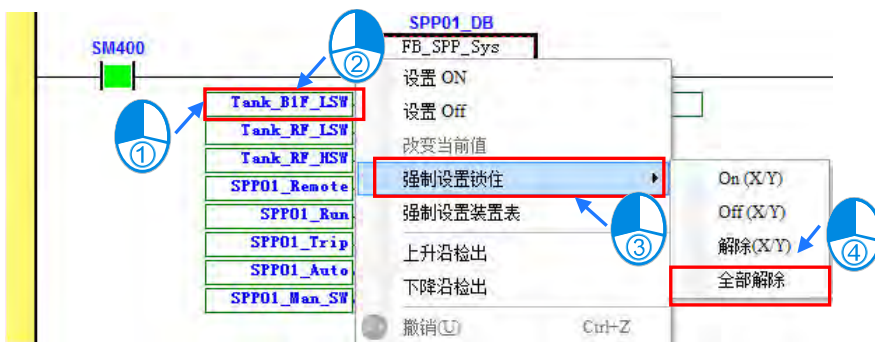 SPP01_DB
SM400
FB_SPP_Sys
②
设置 ON
Tank_B1F_LSW
设置 Off
①
Tank_RF_LSW
改变当前值
Tank_RF_HSW
强制设置锁住
On (X/Y)
SPP01_Remote
强制设置装置表
Off (X/Y)
SPP01_Run
③
④
SPP01_Trip
上升沿检出
解除(X/Y)
SPP01_Auto
下降沿检出
全部解除
SPP01_Man_SW
撤销(U)
Ctrl+Z